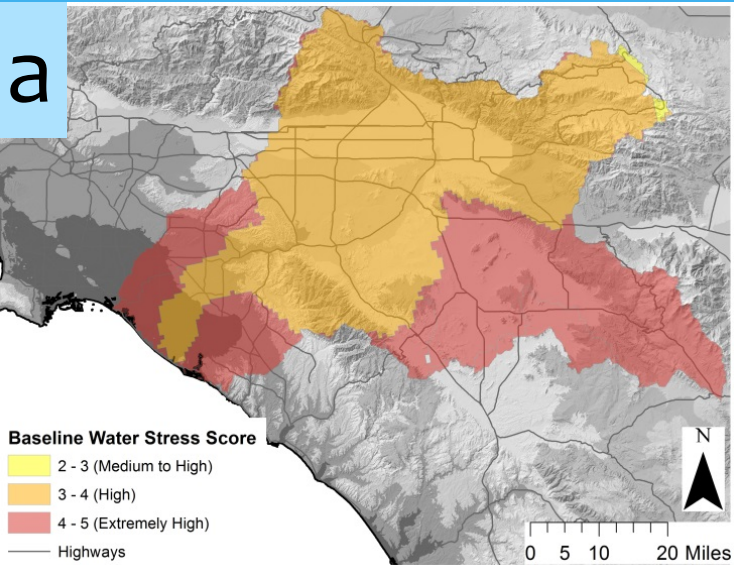 a
Baseline Water Stress Score
2 - 3 (Medium to High)
3 - 4 (High)
4 - 5 (Extremely High)
Highways
N
0 5 10 20 Miles